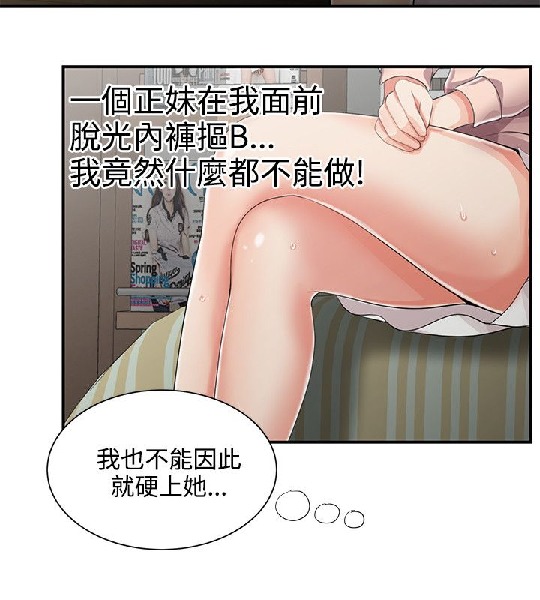 一個正妹在我面前
脫光內褲摳B...
我竟然什麼都不能做!
Spring
Shopping
我也不能因此
就硬上她...